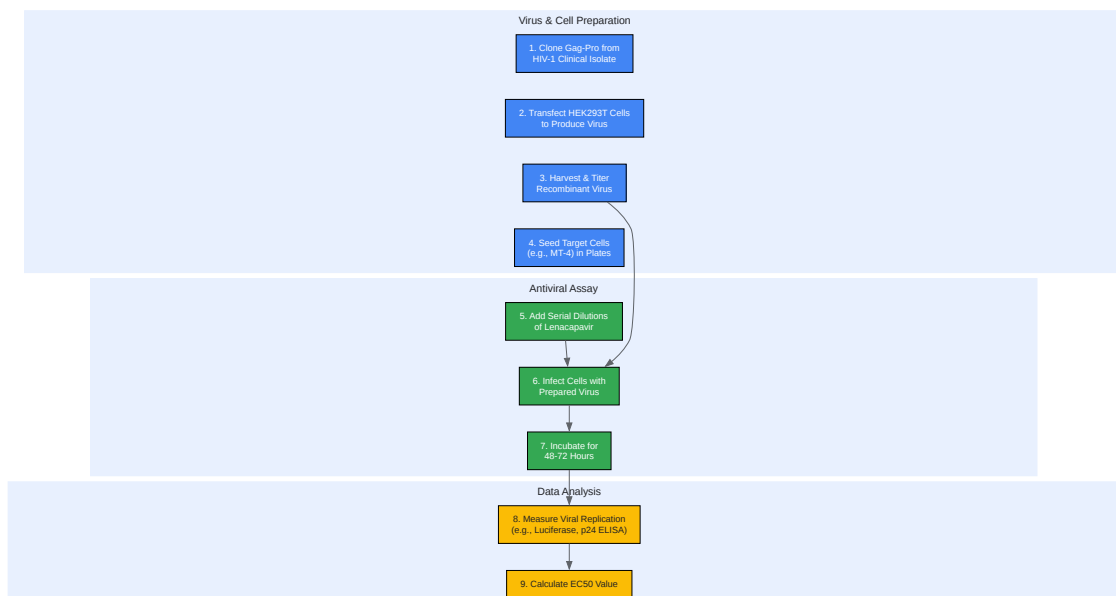 Virus & Cell Preparation
1. Clone Gag-Pro from
HIV-1 Clinical Isolate
2. Transfect HEK293T Cells
to Produce Virus
3. Harvest & Titer
Recombinant Virus
4. Seed Target Cells
(e.g., MT-4) in Plates
Antiviral Assay
5. Add Serial Dilutions
of Lenacapavir
6. Infect Cells with
Prepared Virus
7. Incubate for
48-72 Hours
Data Analysis
8. Measure Viral Replication
(e.g., Luciferase, p24 ELISA)
9. Calculate EC50 Value